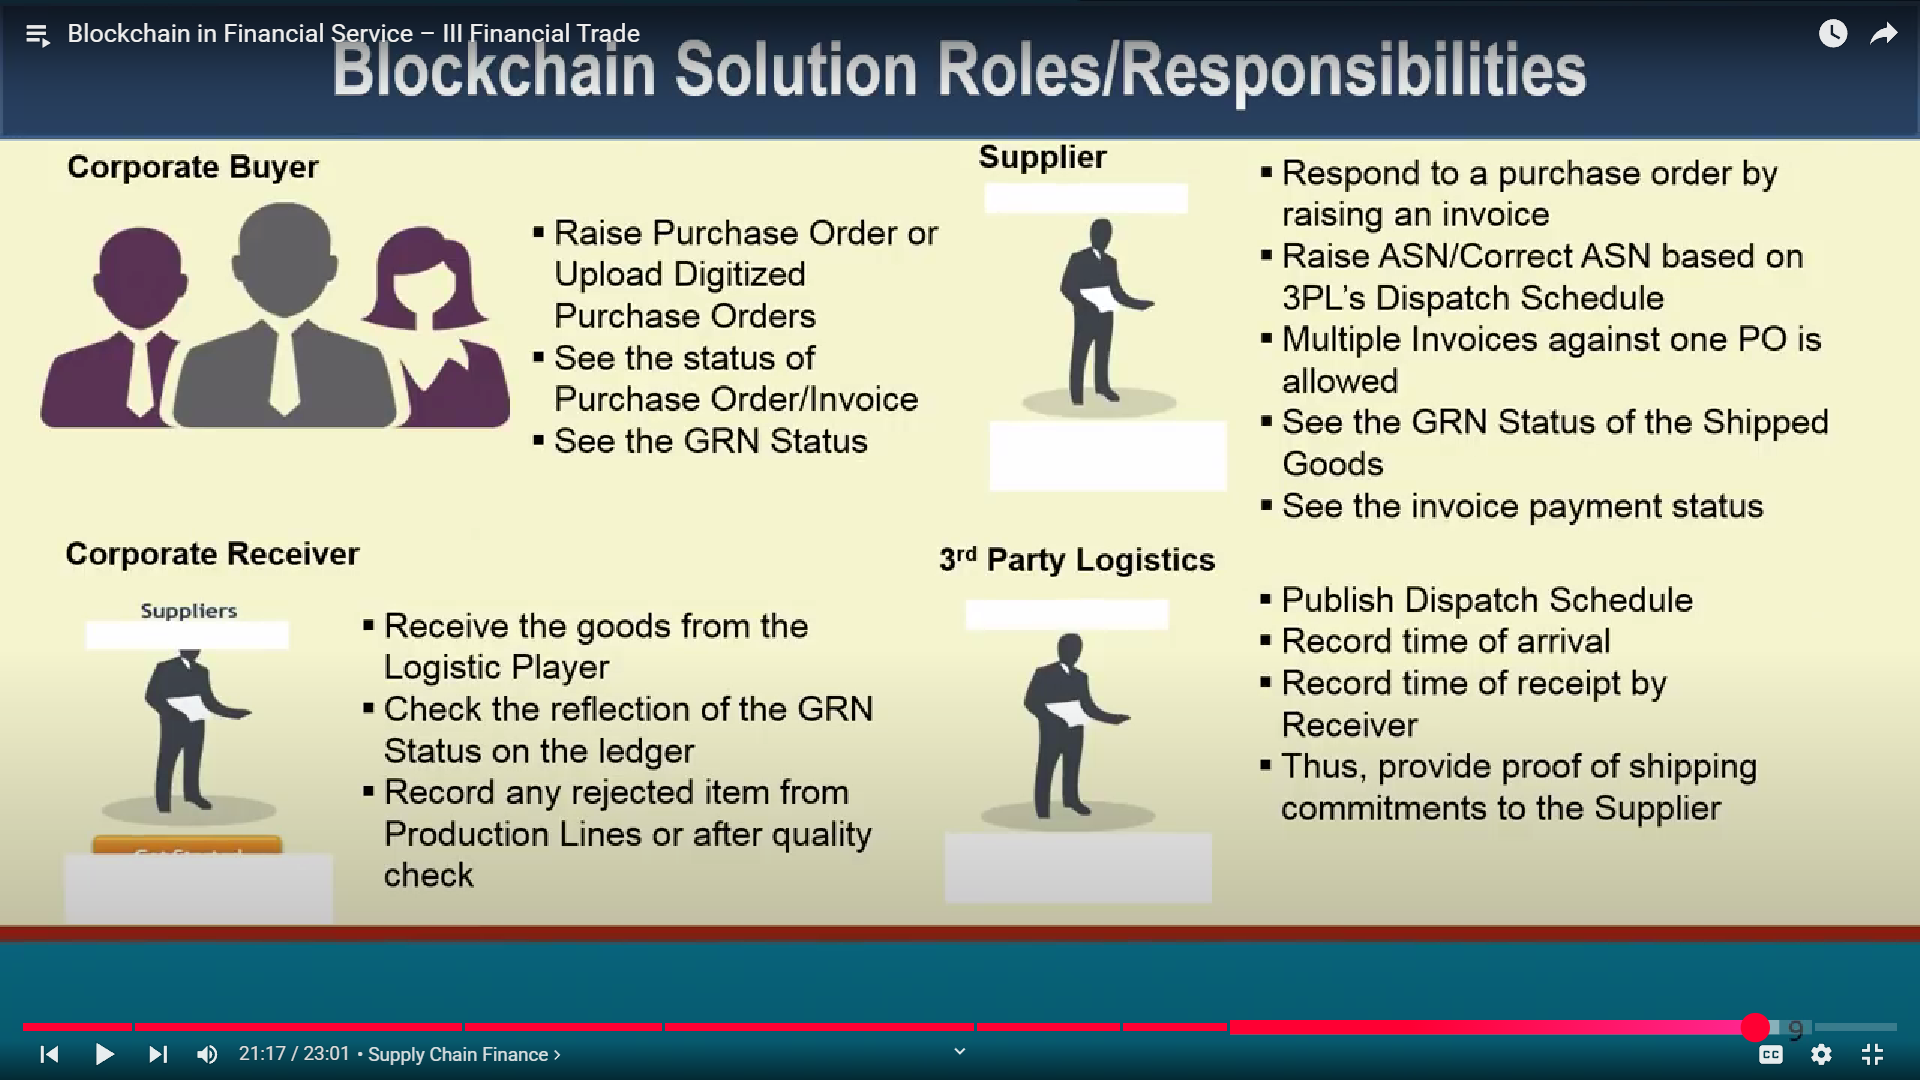 Blockchain in Financial Service – III Financial Trade
Blockchain Solution Roles/Responsibilities
Corporate Buyer
▪ Raise Purchase Order or
Upload Digitized
Purchase Orders
▪ See the status of
Purchase Order/Invoice
▪ See the GRN Status
Supplier
▪ Respond to a purchase order by
raising an invoice
▪ Raise ASN/Correct ASN based on
3PL's Dispatch Schedule
▪ Multiple Invoices against one PO is
allowed
▪ See the GRN Status of the Shipped
Goods
▪ See the invoice payment status
Corporate Receiver
Suppliers
▪ Receive the goods from the
Logistic Player
▪ Check the reflection of the GRN
Status on the ledger
▪ Record any rejected item from
Production Lines or after quality
check
3rd Party Logistics
▪ Publish Dispatch Schedule
▪ Record time of arrival
▪ Record time of receipt by
Receiver
▪ Thus, provide proof of shipping
commitments to the Supplier
9
21:17 / 23:01 • Supply Chain Finance ›
CC